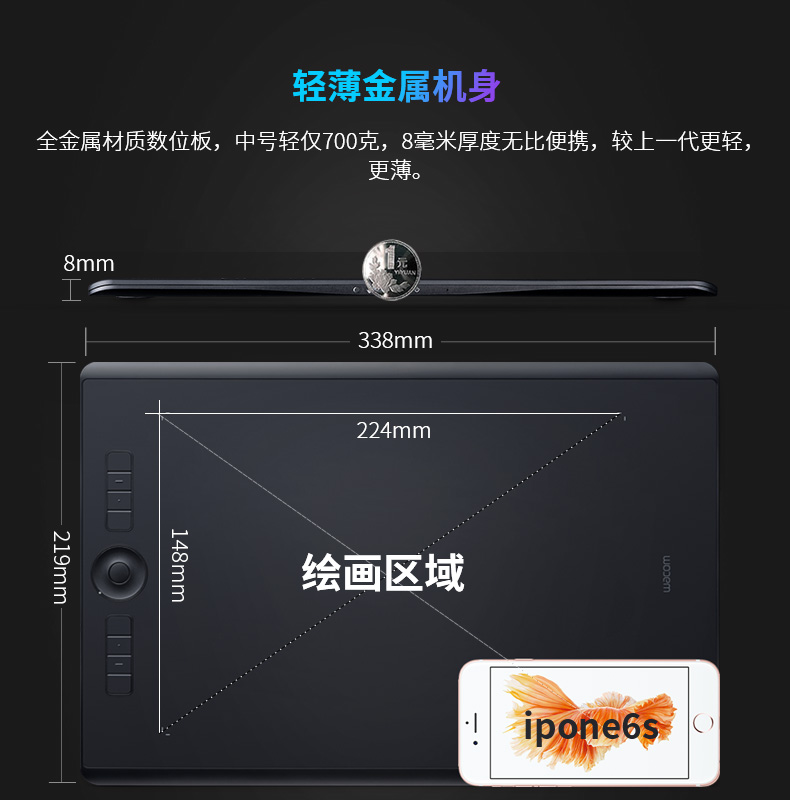 轻薄金属机身
全金属材质数位板，中号轻仅700克，8毫米厚度无比便携，较上一代更轻，
更薄。
8mm
1元
YI YUAN
338mm
224mm
219mm
148mm
绘画区域
wacom
ipone6s